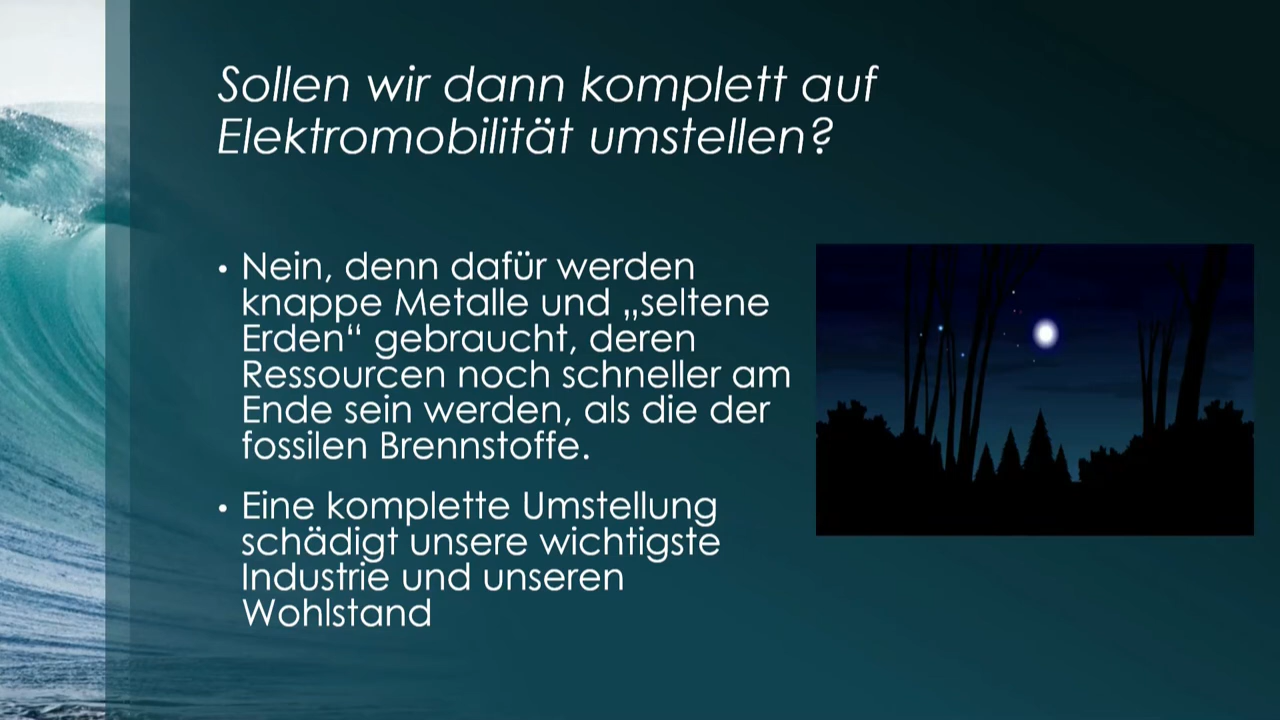 Sollen wir dann komplett auf
Elektromobilität umstellen?
• Nein, denn dafür werden
knappe Metalle und „seltene
Erden“ gebraucht, deren
Ressourcen noch schneller am
Ende sein werden, als die der
fossilen Brennstoffe.
• Eine komplette Umstellung
schädigt unsere wichtigste
Industrie und unseren
Wohlstand